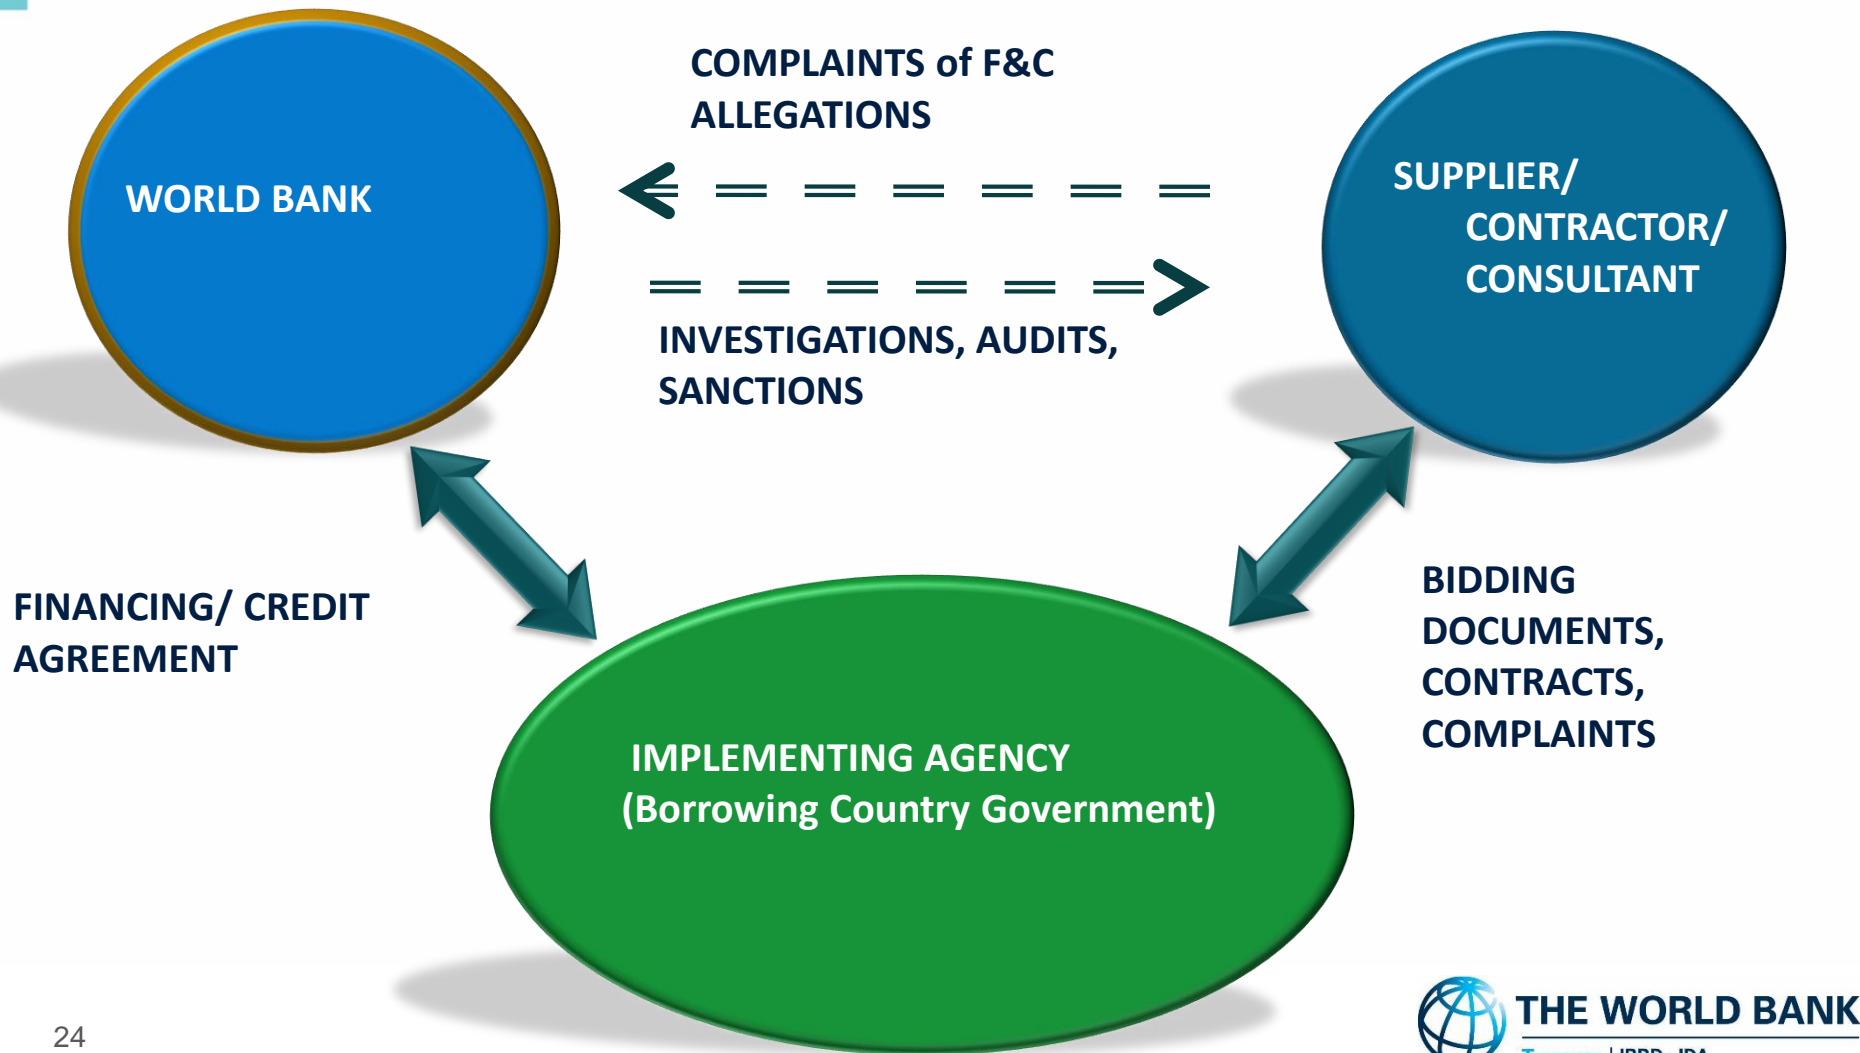 COMPLAINTS of F&C
ALLEGATIONS
WORLD BANK
SUPPLIER/
CONTRACTOR/
CONSULTANT
INVESTIGATIONS, AUDITS,
SANCTIONS
FINANCING/ CREDIT
AGREEMENT
BIDDING
DOCUMENTS,
CONTRACTS,
COMPLAINTS
IMPLEMENTING AGENCY
(Borrowing Country Government)
THE WORLD BANK
24